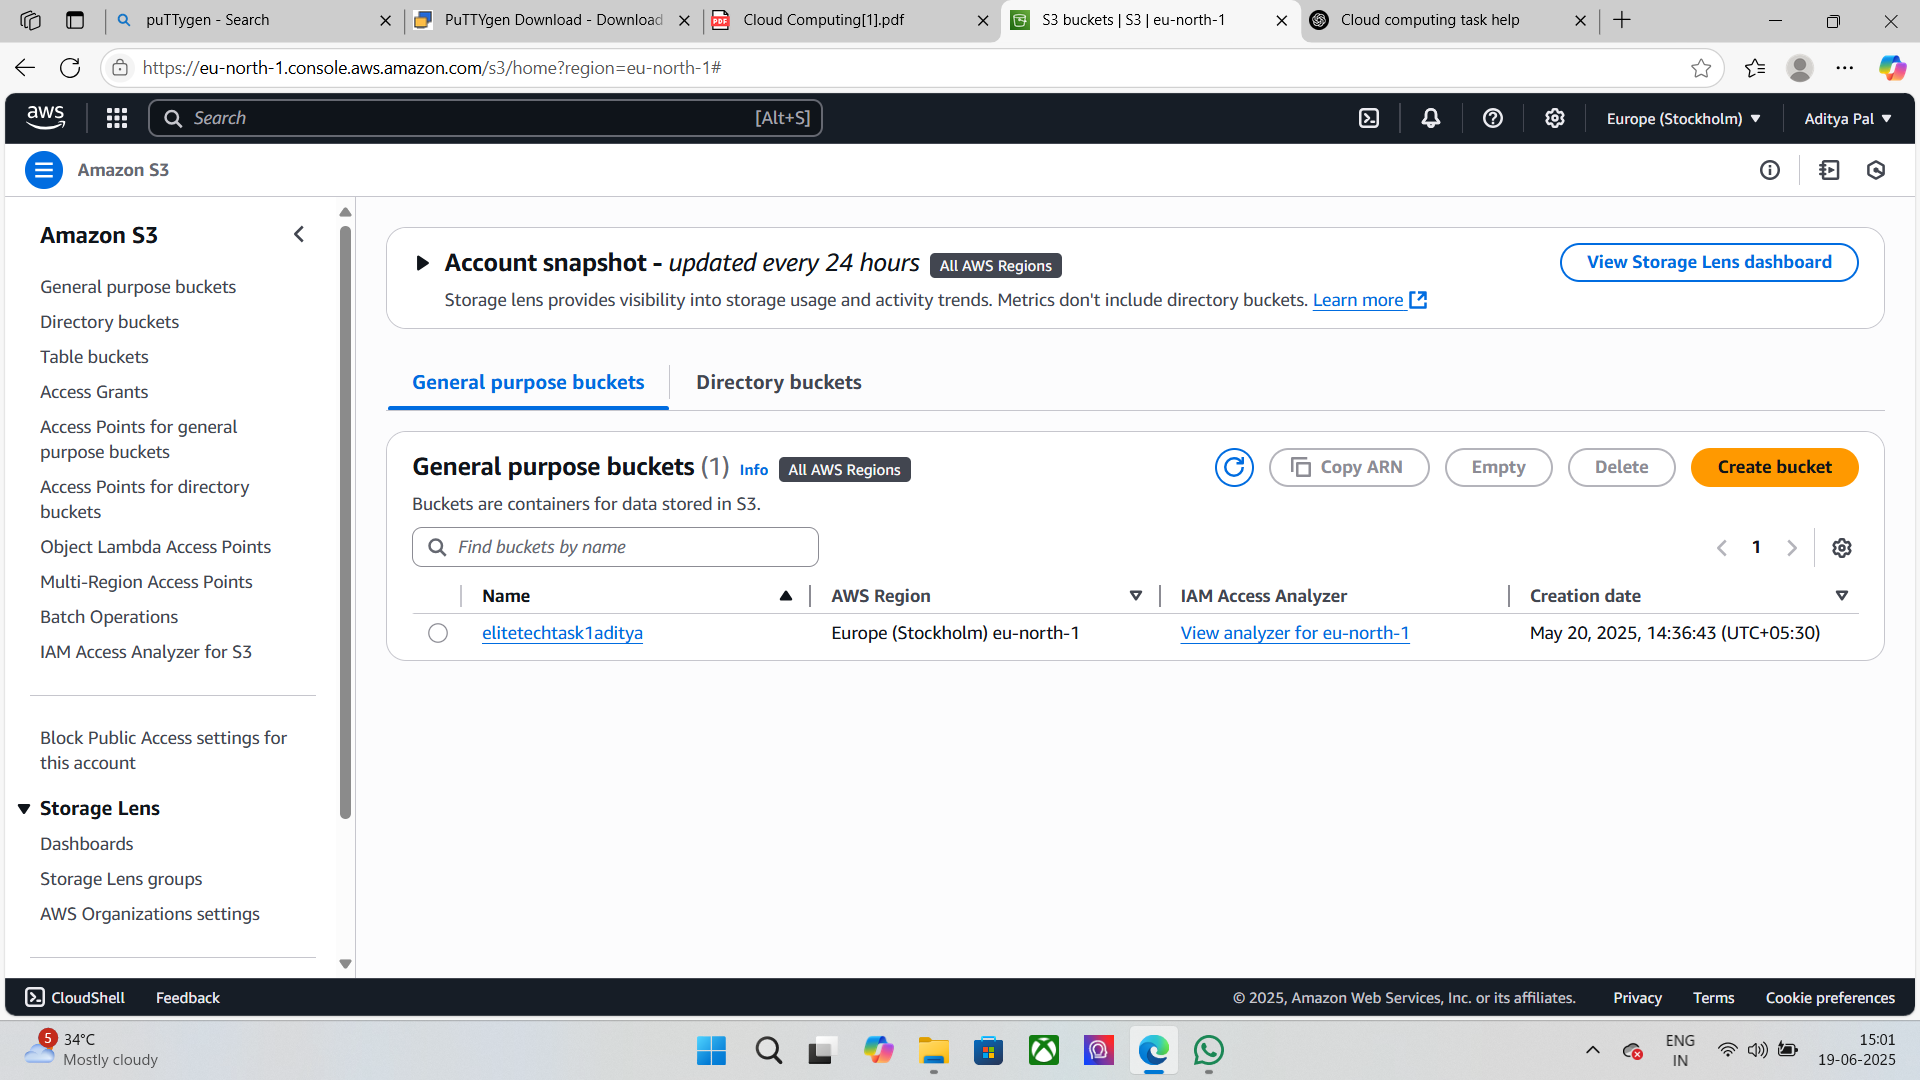 puTTygen - Search
PuTTYgen Download - Download
Cloud Computing[1].pdf
S3 buckets | S3 | eu-north-1
Cloud computing task help
https://eu-north-1.console.aws.amazon.com/s3/home?region=eu-north-1#
aws
Search
[Alt+S]
Europe (Stockholm)
Aditya Pal
Amazon S3
Amazon S3
General purpose buckets
Directory buckets
Table buckets
Access Grants
Access Points for general
purpose buckets
Access Points for directory
buckets
Object Lambda Access Points
Multi-Region Access Points
Batch Operations
IAM Access Analyzer for S3
Block Public Access settings for
this account
Storage Lens
Dashboards
Storage Lens groups
AWS Organizations settings
Account snapshot - updated every 24 hours
All AWS Regions
View Storage Lens dashboard
Storage lens provides visibility into storage usage and activity trends. Metrics don't include directory buckets. Learn more
General purpose buckets
Directory buckets
General purpose buckets (1)
Info
All AWS Regions
Copy ARN
Empty
Delete
Create bucket
Buckets are containers for data stored in S3.
Find buckets by name
1
Name
AWS Region
IAM Access Analyzer
Creation date
elitetechtask1aditya
Europe (Stockholm) eu-north-1
View analyzer for eu-north-1
May 20, 2025, 14:36:43 (UTC+05:30)
CloudShell
Feedback
© 2025, Amazon Web Services, Inc. or its affiliates.
Privacy
Terms
Cookie preferences
5
34°C
Mostly cloudy
ENG
IN
15:01
19-06-2025